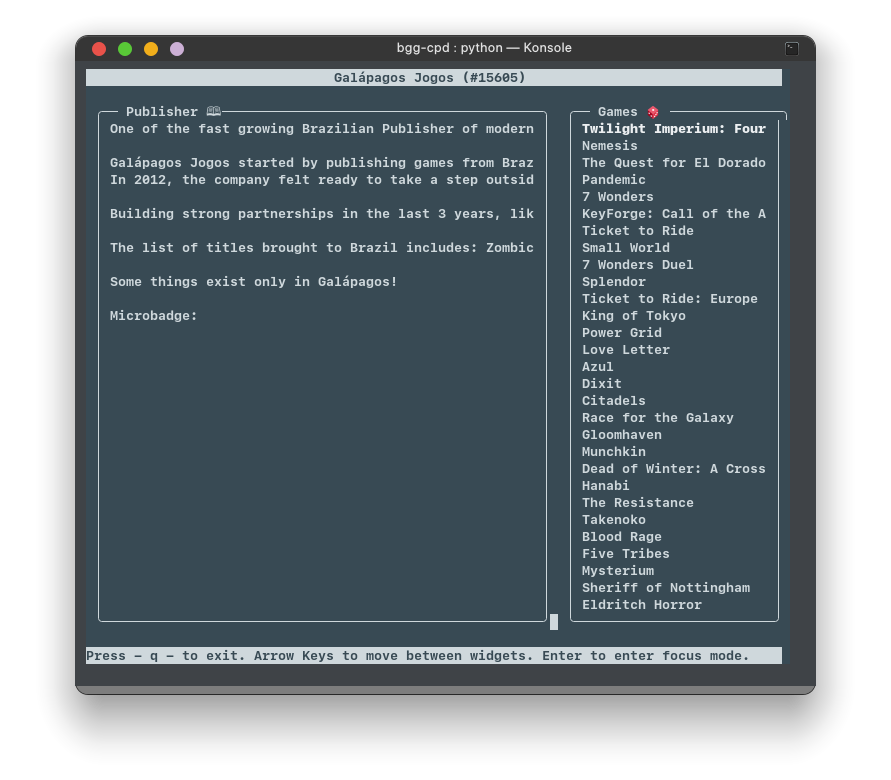 bgg-cpd : python — Konsole
Galápagos Jogos (#15605)
Publisher 📖
One of the fast growing Brazilian Publisher of modern
Galápagos Jogos started by publishing games from Braz
In 2012, the company felt ready to take a step outsid
Building strong partnerships in the last 3 years, lik
The list of titles brought to Brazil includes: Zombic
Some things exist only in Galápagos!
Microbadge:
Games 🎲
Twilight Imperium: Four
Nemesis
The Quest for El Dorado
Pandemic
7 Wonders
KeyForge: Call of the A
Ticket to Ride
Small World
7 Wonders Duel
Splendor
Ticket to Ride: Europe
King of Tokyo
Power Grid
Love Letter
Azul
Dixit
Citadels
Race for the Galaxy
Gloomhaven
Munchkin
Dead of Winter: A Cross
Hanabi
The Resistance
Takenoko
Blood Rage
Five Tribes
Mysterium
Sheriff of Nottingham
Eldritch Horror
Press - q - to exit. Arrow Keys to move between widgets. Enter to enter focus mode.